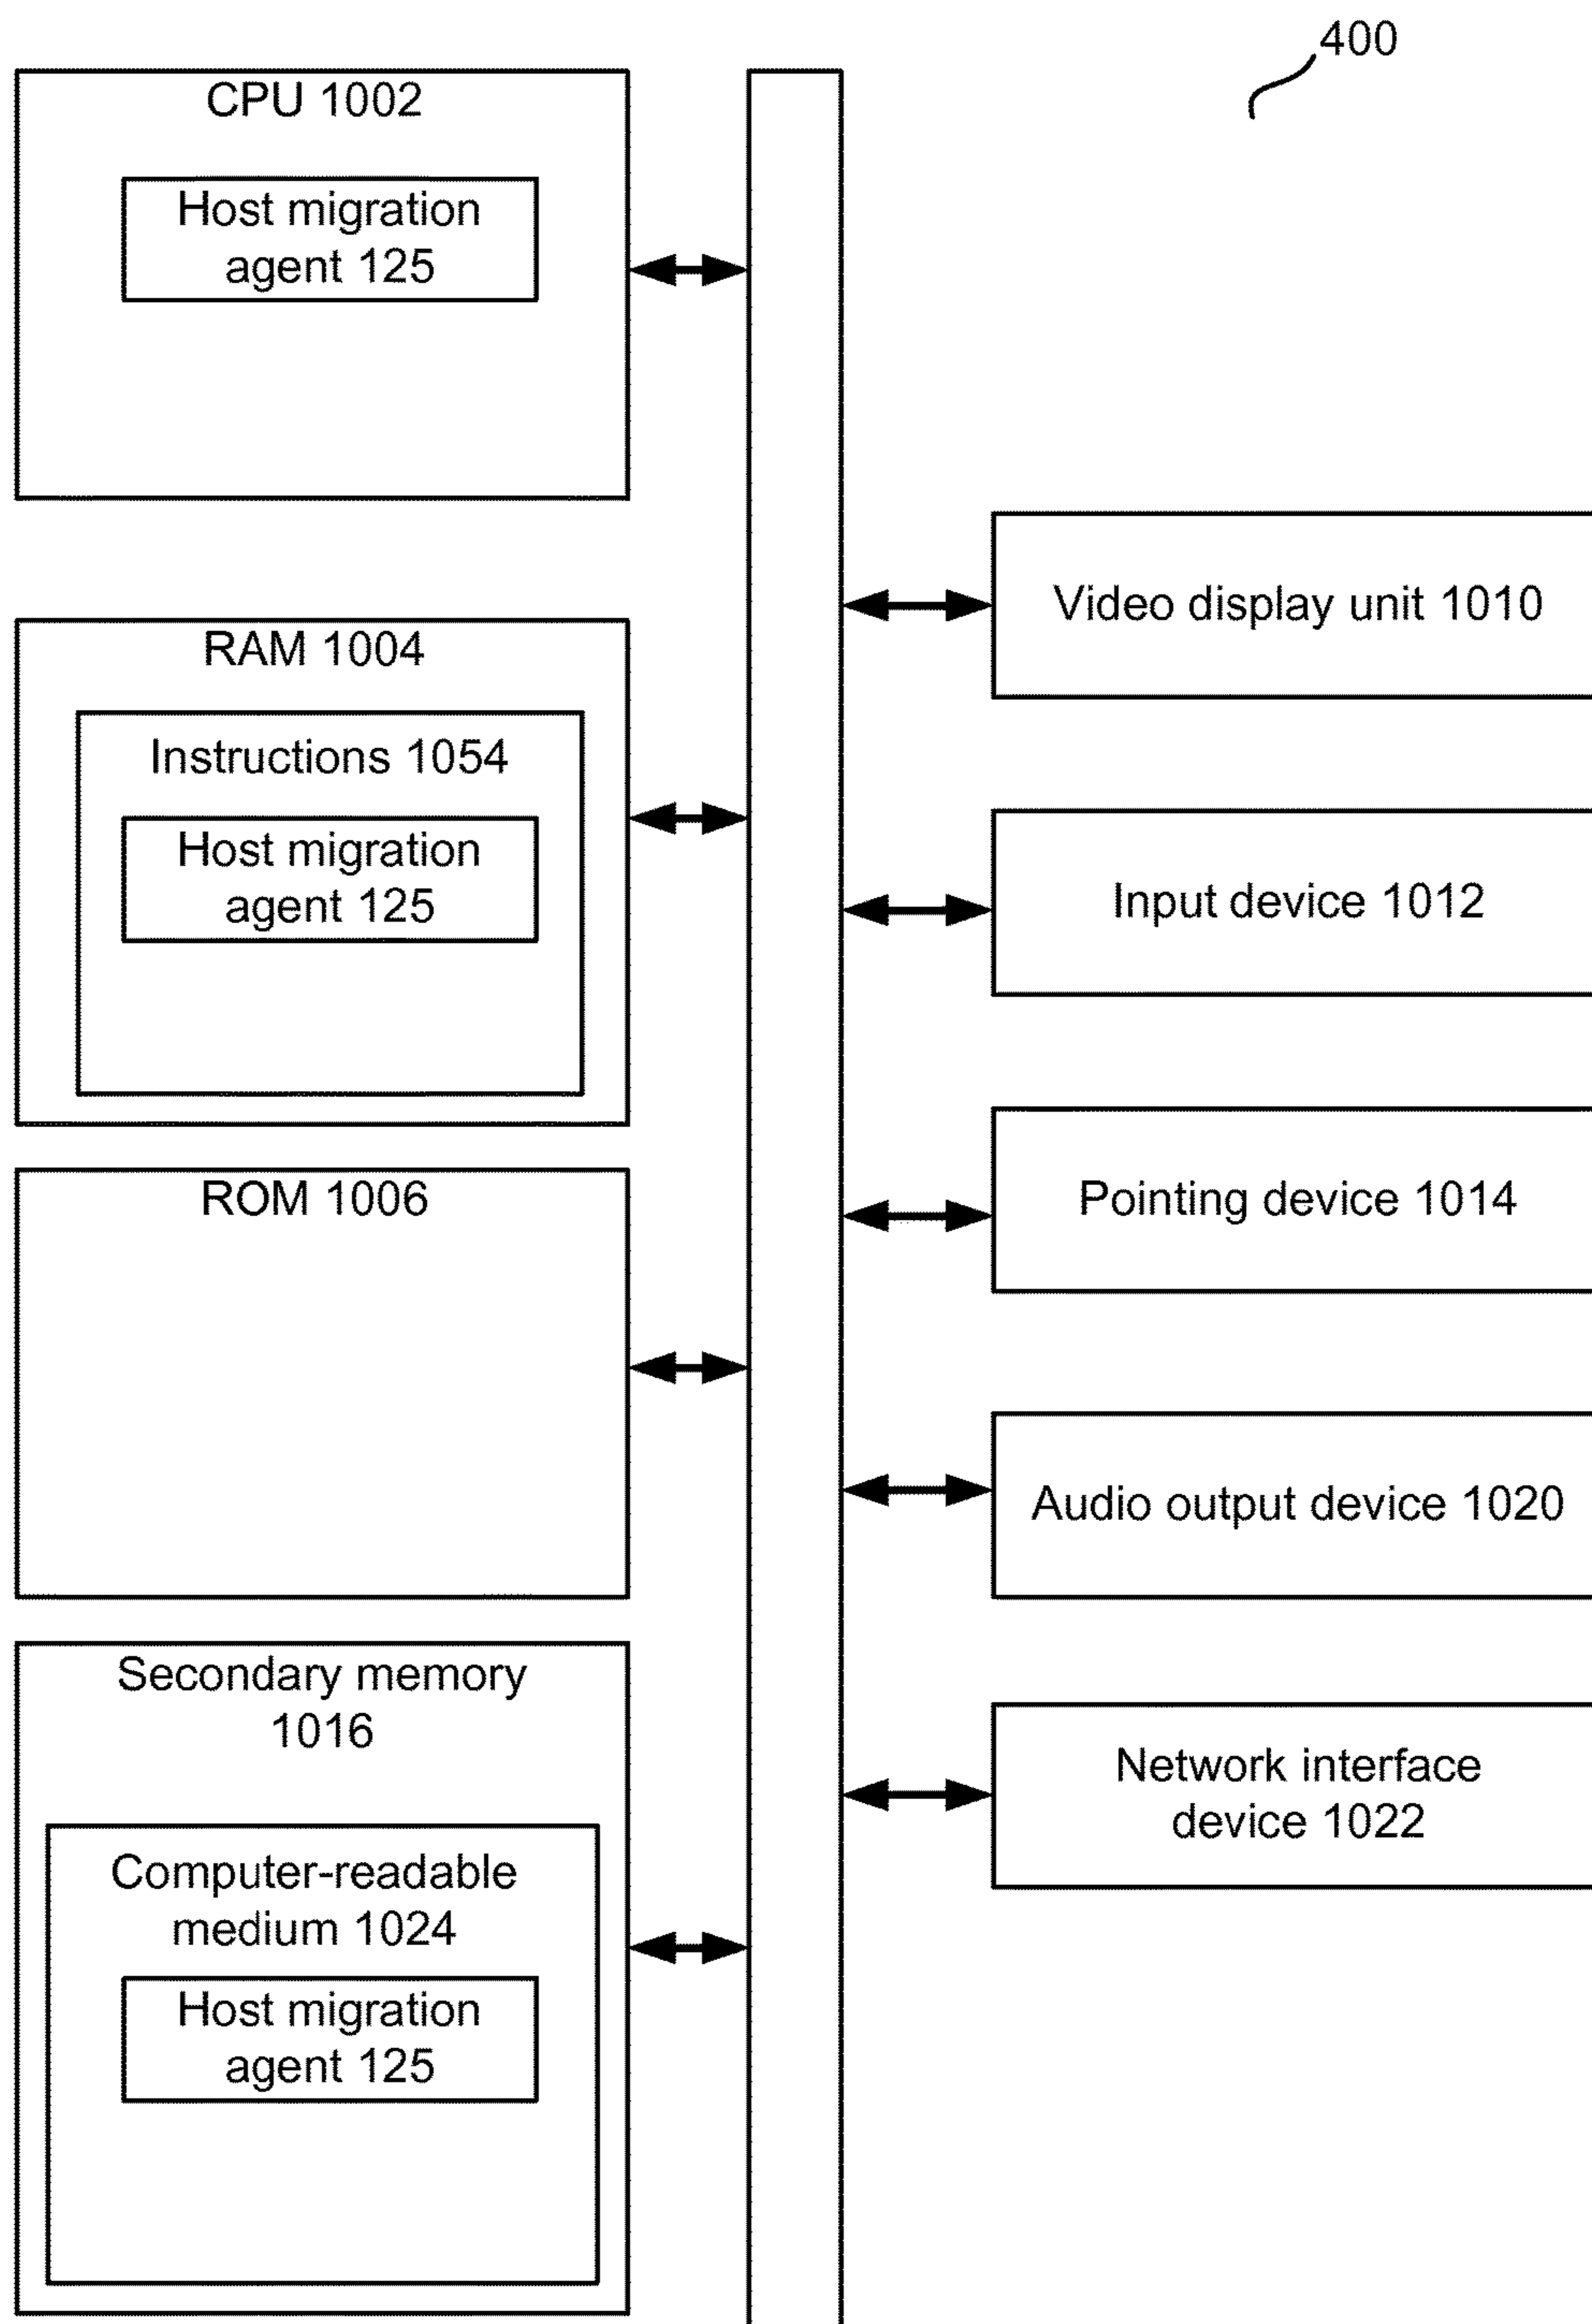 400
CPU 1002
Host migration
agent 125
RAM 1004
Instructions 1054
Host migration
agent 125
ROM 1006
Secondary memory
1016
Computer-readable
medium 1024
Host migration
agent 125
Video display unit 1010
Input device 1012
Pointing device 1014
Audio output device 1020
Network interface
device 1022